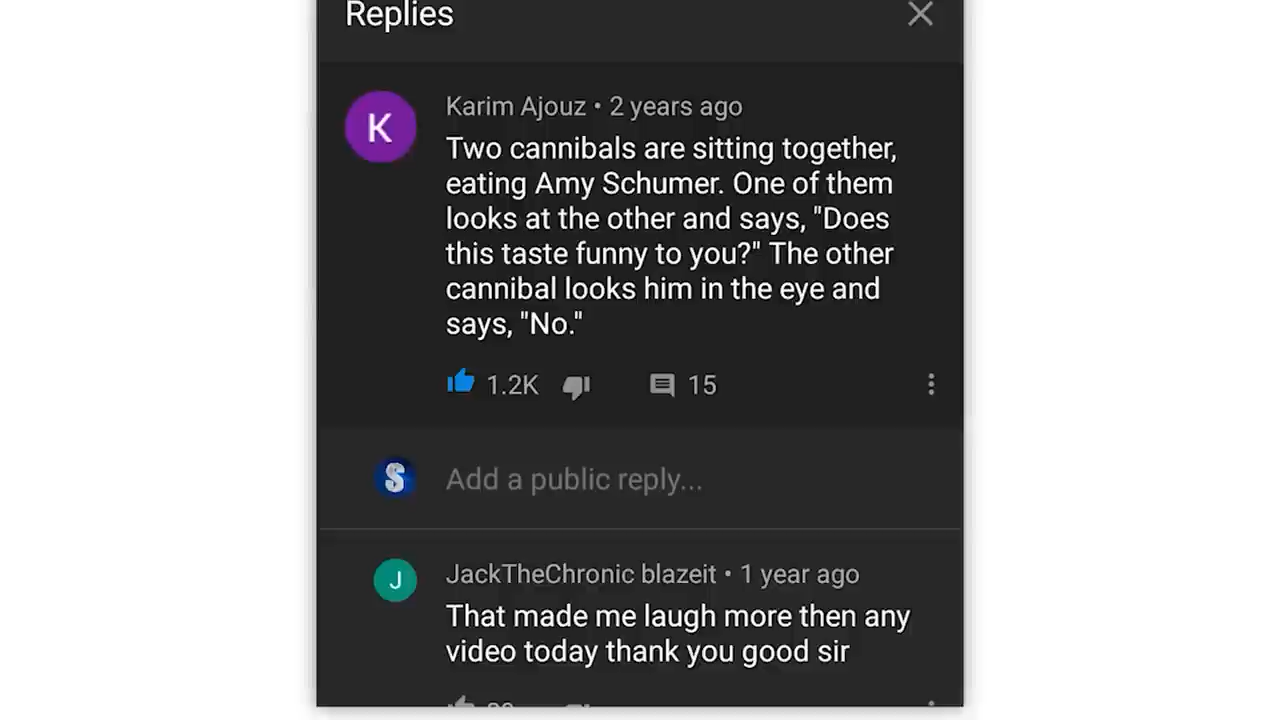 Replies
K
Karim Ajouz • 2 years ago
Two cannibals are sitting together,
eating Amy Schumer. One of them
looks at the other and says, "Does
this taste funny to you?" The other
cannibal looks him in the eye and
says, "No."
1.2K 15
S
Add a public reply...
J
JackTheChronic blazeit • 1 year ago
That made me laugh more then any
video today thank you good sir